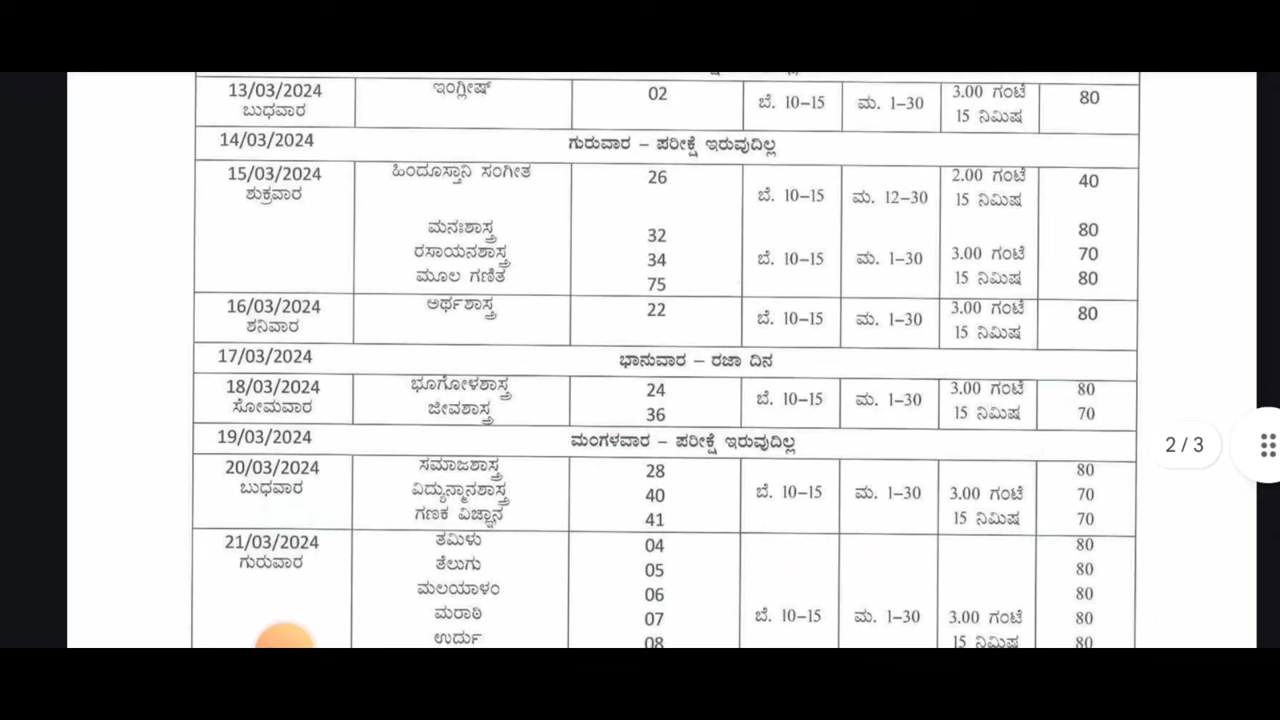 13/03/2024 ಇಂಗ್ಲೀಷ್ 02 ಬೆ. 10–15 ಮ. 1–30 3.00 ಗಂಟೆ 80
ಬುಧವಾರ 15 ನಿಮಿಷ
14/03/2024 ಗುರುವಾರ – ಪರೀಕ್ಷೆ ಇರುವುದಿಲ್ಲ
15/03/2024 ಹಿಂದೂಸ್ತಾನಿ ಸಂಗೀತ 26 ಬೆ. 10–15 ಮ. 12–30 2.00 ಗಂಟೆ 40
ಶುಕ್ರವಾರ 15 ನಿಮಿಷ
ಮನಃಶಾಸ್ತ್ರ 32 80
ರಸಾಯನಶಾಸ್ತ್ರ 34 ಬೆ. 10–15 ಮ. 1–30 3.00 ಗಂಟೆ 70
ಮೂಲ ಗಣಿತ 75 15 ನಿಮಿಷ 80
16/03/2024 ಅರ್ಥಶಾಸ್ತ್ರ 22 ಬೆ. 10–15 ಮ. 1–30 3.00 ಗಂಟೆ 80
ಶನಿವಾರ 15 ನಿಮಿಷ
17/03/2024 ಭಾನುವಾರ – ರಜಾ ದಿನ
18/03/2024 ಭೂಗೋಳಶಾಸ್ತ್ರ 24 ಬೆ. 10–15 ಮ. 1–30 3.00 ಗಂಟೆ 80
ಸೋಮವಾರ ಜೀವಶಾಸ್ತ್ರ 36 15 ನಿಮಿಷ 70
19/03/2024 ಮಂಗಳವಾರ – ಪರೀಕ್ಷೆ ಇರುವುದಿಲ್ಲ
2 / 3
20/03/2024 ಸಮಾಜಶಾಸ್ತ್ರ 28 80
ಬುಧವಾರ ವಿದ್ಯುನ್ಮಾನಶಾಸ್ತ್ರ 40 ಬೆ. 10–15 ಮ. 1–30 3.00 ಗಂಟೆ 70
ಗಣಕ ವಿಜ್ಞಾನ 41 15 ನಿಮಿಷ 70
21/03/2024 ತಮಿಳು 04 80
ಗುರುವಾರ ತೆಲುಗು 05 80
ಮಲಯಾಳಂ 06 80
ಮರಾಠಿ 07 ಬೆ. 10–15 ಮ. 1–30 3.00 ಗಂಟೆ 80
ಉರ್ದು 08 15 ನಿಮಿಷ 80